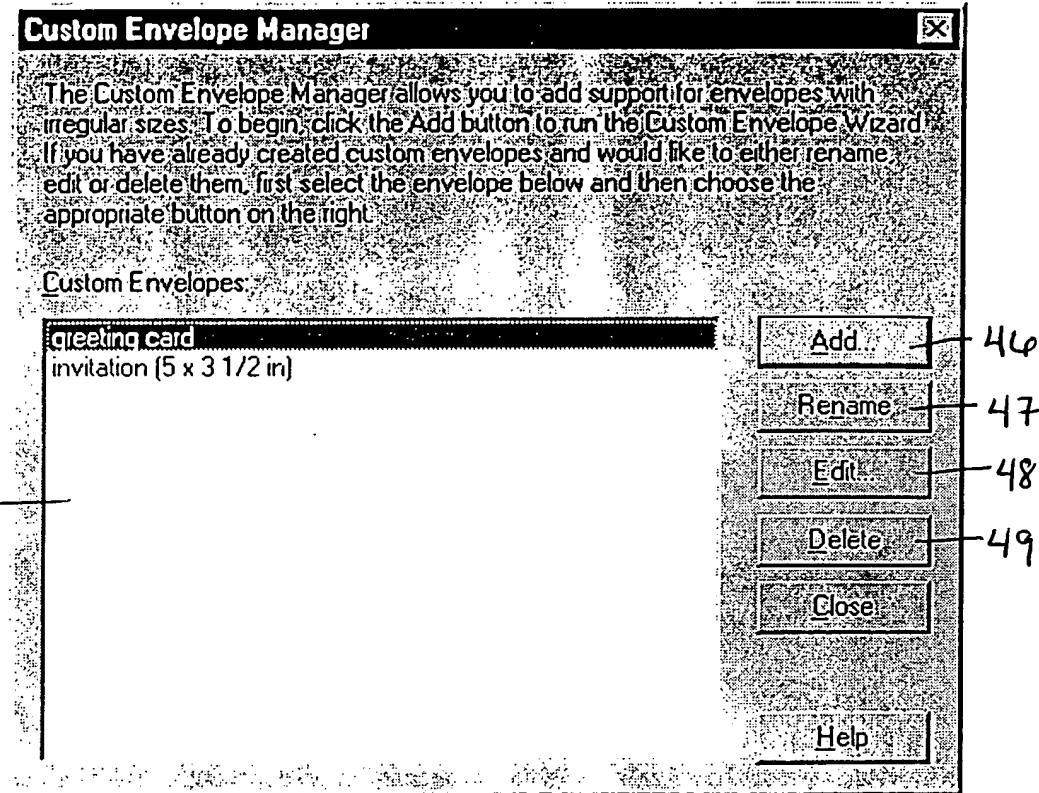 Custom Envelope Manager
The Custom Envelope Manager allows you to add support for envelopes with
irregular sizes. To begin, click the Add button to run the Custom Envelope Wizard.
If you have already created custom envelopes and would like to either rename,
edit or delete them, first select the envelope below and then choose the
appropriate button on the right.
Custom Envelopes:
greeting card
invitation (5 x 3 1/2 in)
Add... 46
Rename 47
Edit... 48
Delete 49
Close
Help